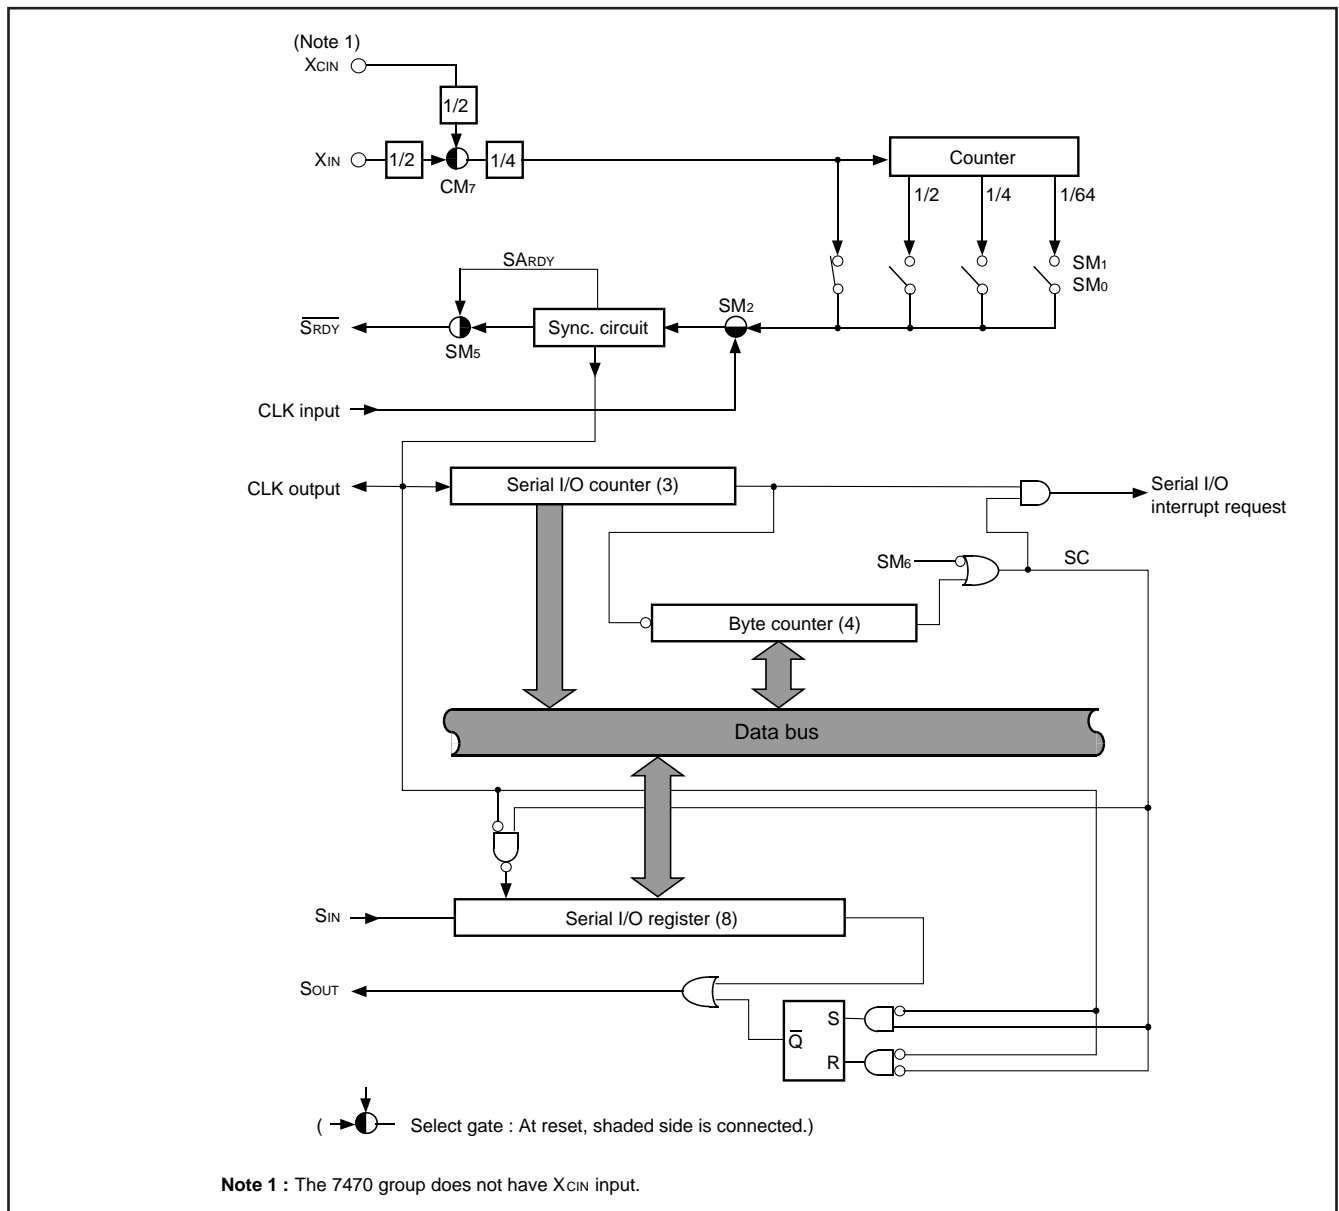 (Note 1)
XCIN
1/2
XIN
1/2
1/4
CM7
Counter
1/2
1/4
1/64
SM1
SM0
SARDY
SM2
S̅R̅D̅Y̅
Sync. circuit
SM5
CLK input
CLK output
Serial I/O counter (3)
Serial I/O
interrupt request
SM6
SC
Byte counter (4)
Data bus
SIN
Serial I/O register (8)
SOUT
S
Q̅
R
( Select gate : At reset, shaded side is connected.)
Note 1 : The 7470 group does not have XCIN input.